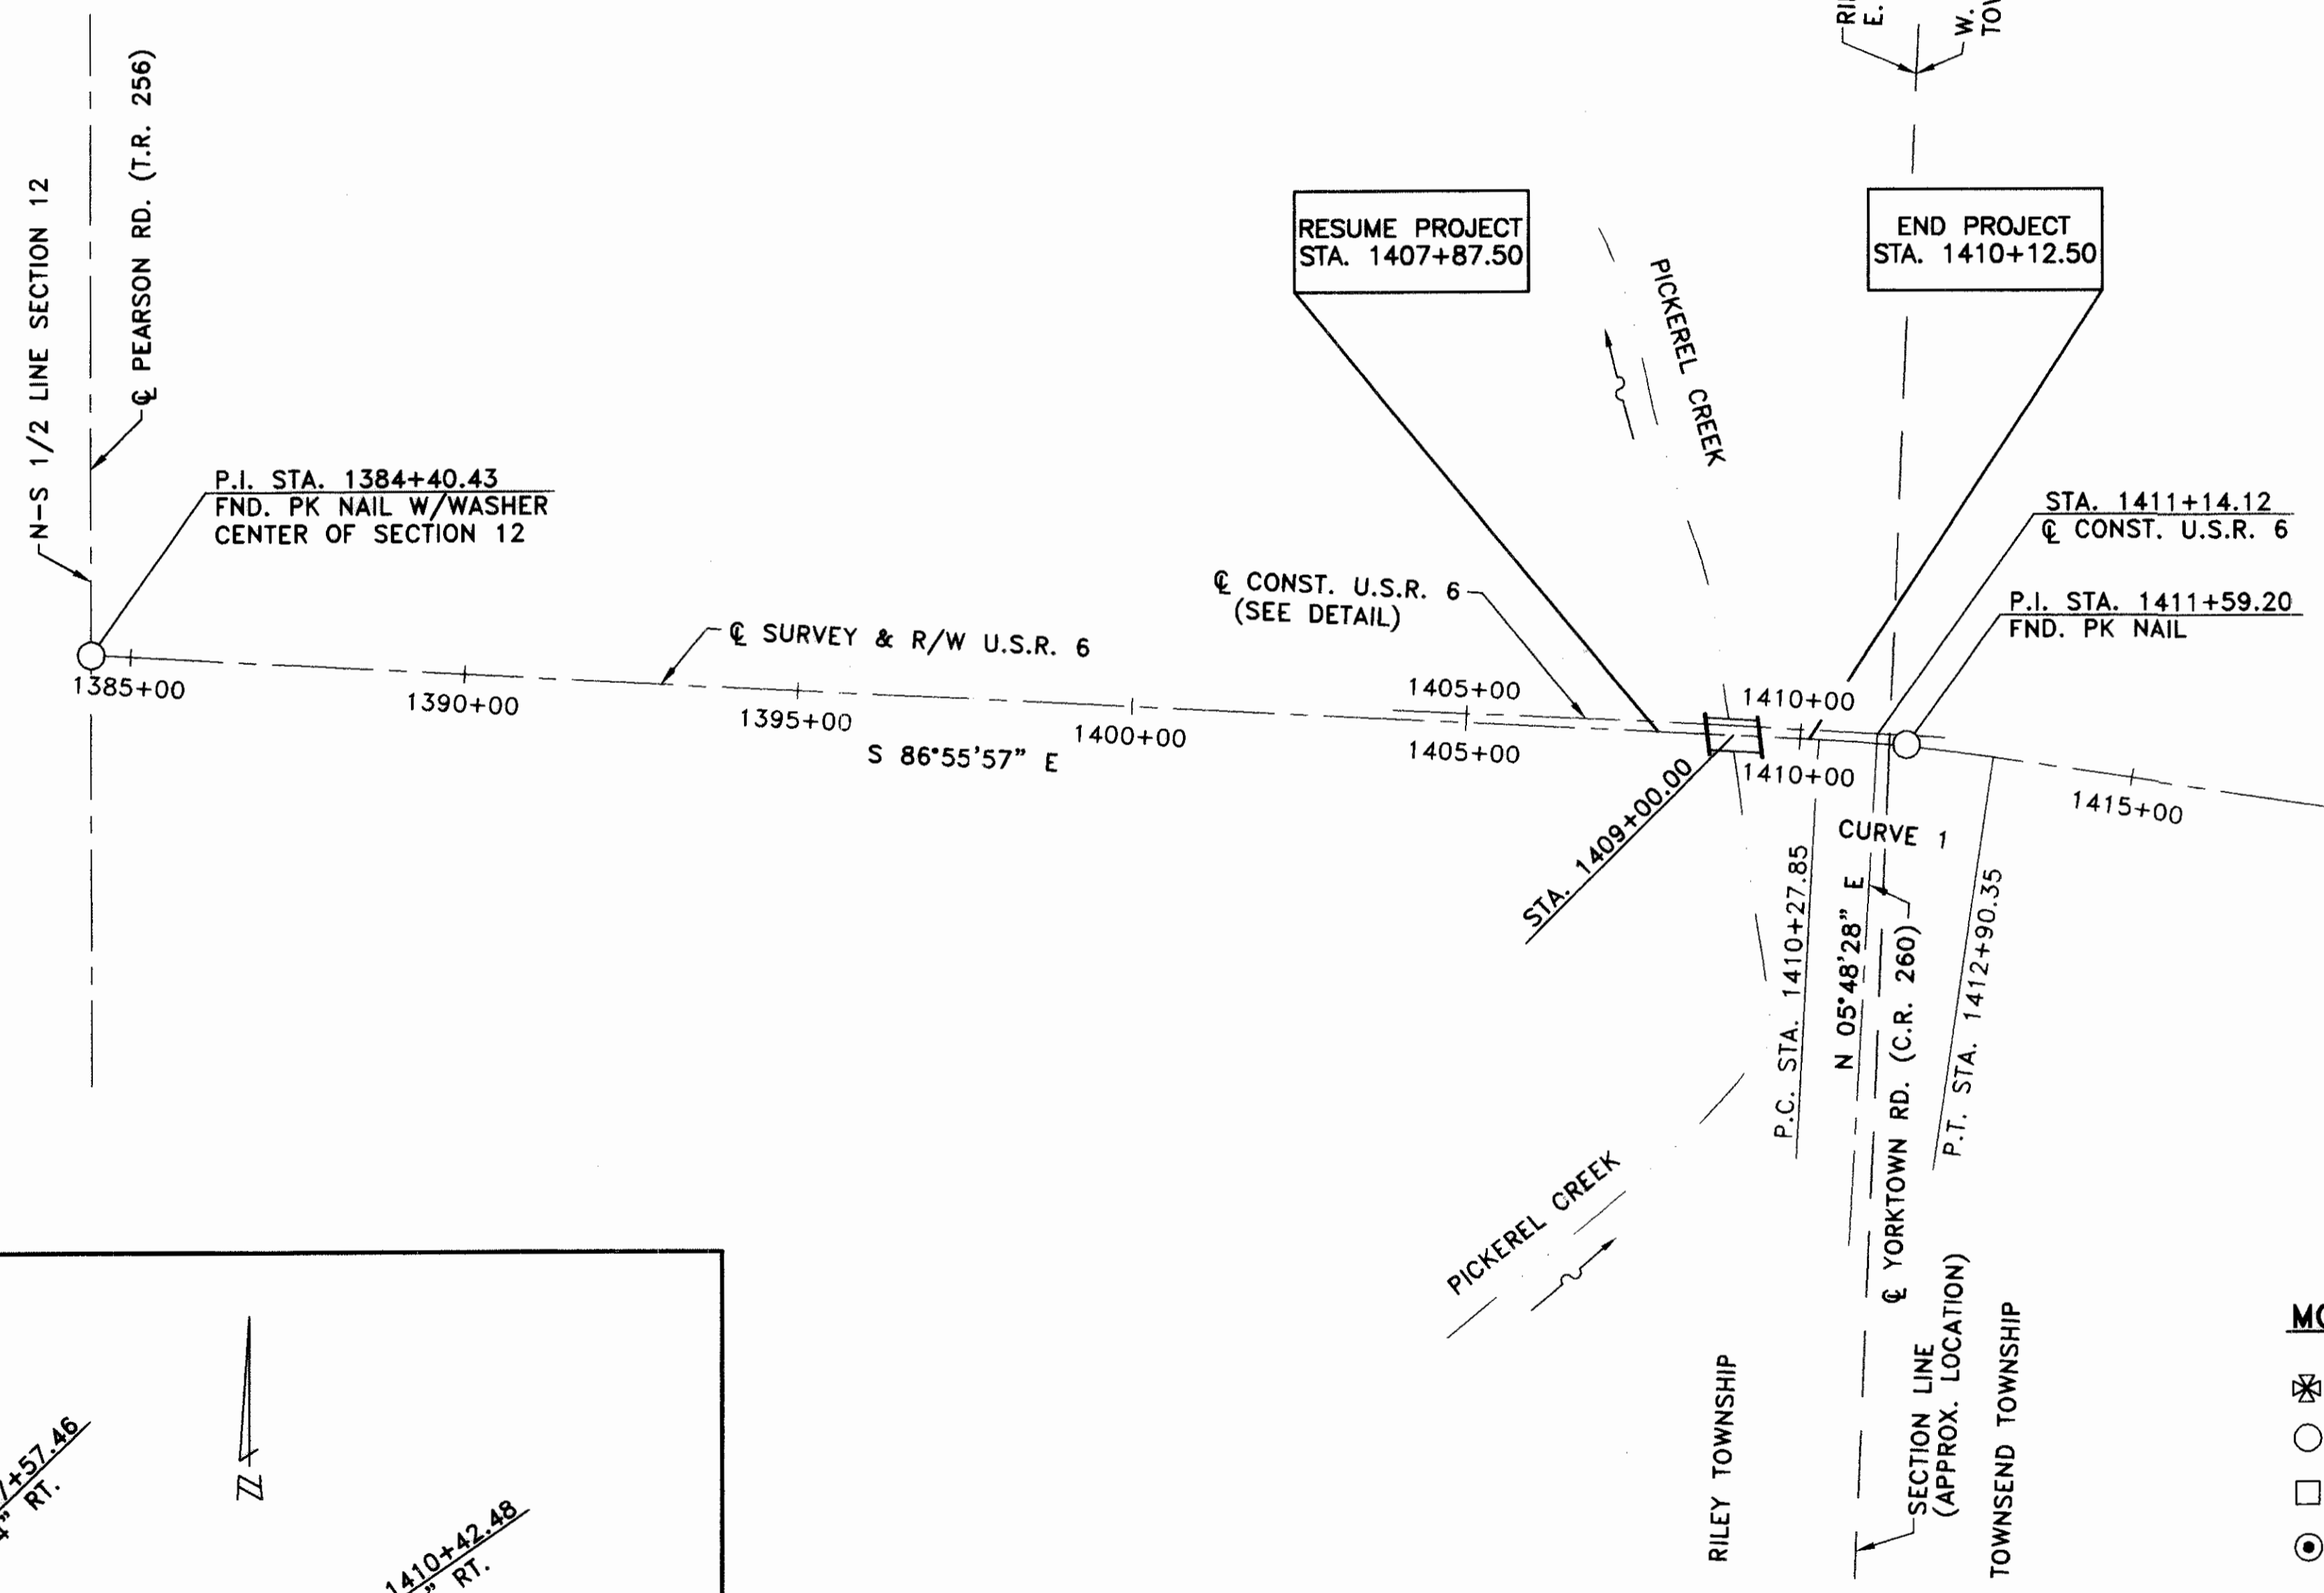 N-S 1/2 LINE SECTION 12
℄ PEARSON RD. (T.R. 256)
P.I. STA. 1384+40.43
FND. PK NAIL W/WASHER
CENTER OF SECTION 12
℄ SURVEY & R/W U.S.R. 6
1385+00
1390+00
1395+00
1400+00
S 86°55'57" E
RESUME PROJECT
STA. 1407+87.50
PICKEREL CREEK
E.
W.
END PROJECT
STA. 1410+12.50
STA. 1411+14.12
℄ CONST. U.S.R. 6
P.I. STA. 1411+59.20
FND. PK NAIL
℄ CONST. U.S.R. 6
(SEE DETAIL)
1405+00
1405+00
1410+00
1410+00
1415+00
STA. 1409+00.00
CURVE 1
P.C. STA. 1410+27.85
N 05°48'28" E
℄ YORKTOWN RD. (C.R. 260)
P.T. STA. 1412+90.35
PICKEREL CREEK
RILEY TOWNSHIP
SECTION LINE
(APPROX. LOCATION)
TOWNSEND TOWNSHIP
N
+57.46
RT.
1410+42.48
" RT.